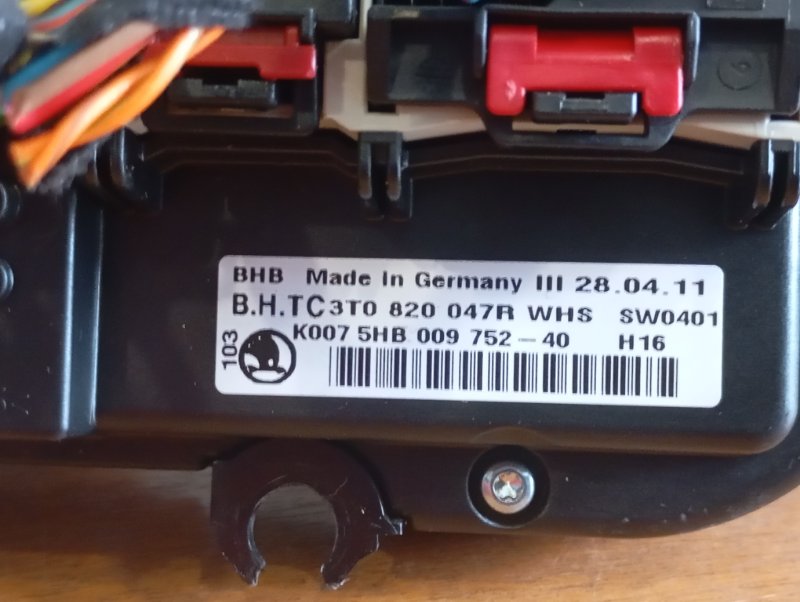 BHB Made In Germany III 28.04.11
B.H.TC 3T0 820 047R WHS SW0401
103 K007 5HB 009 752-40 H16